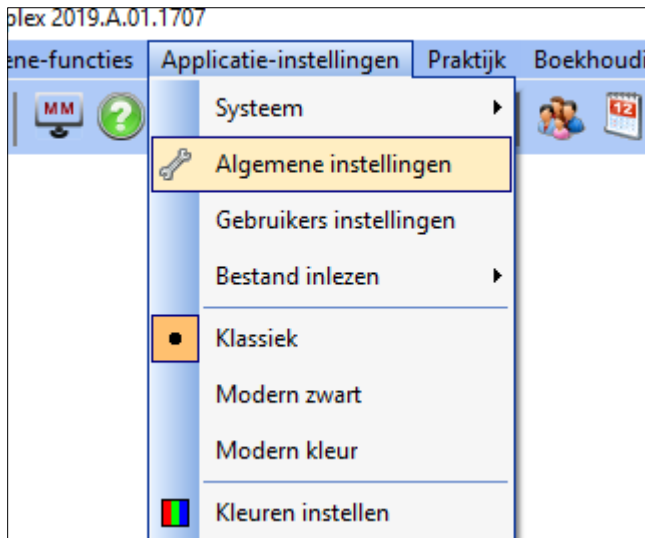 plex 2019.A.01.1707
ene-functies Applicatie-instellingen Praktijk Boekhoudi
MM ? 12
Systeem
Algemene instellingen
Gebruikers instellingen
Bestand inlezen
Klassiek
Modern zwart
Modern kleur
Kleuren instellen